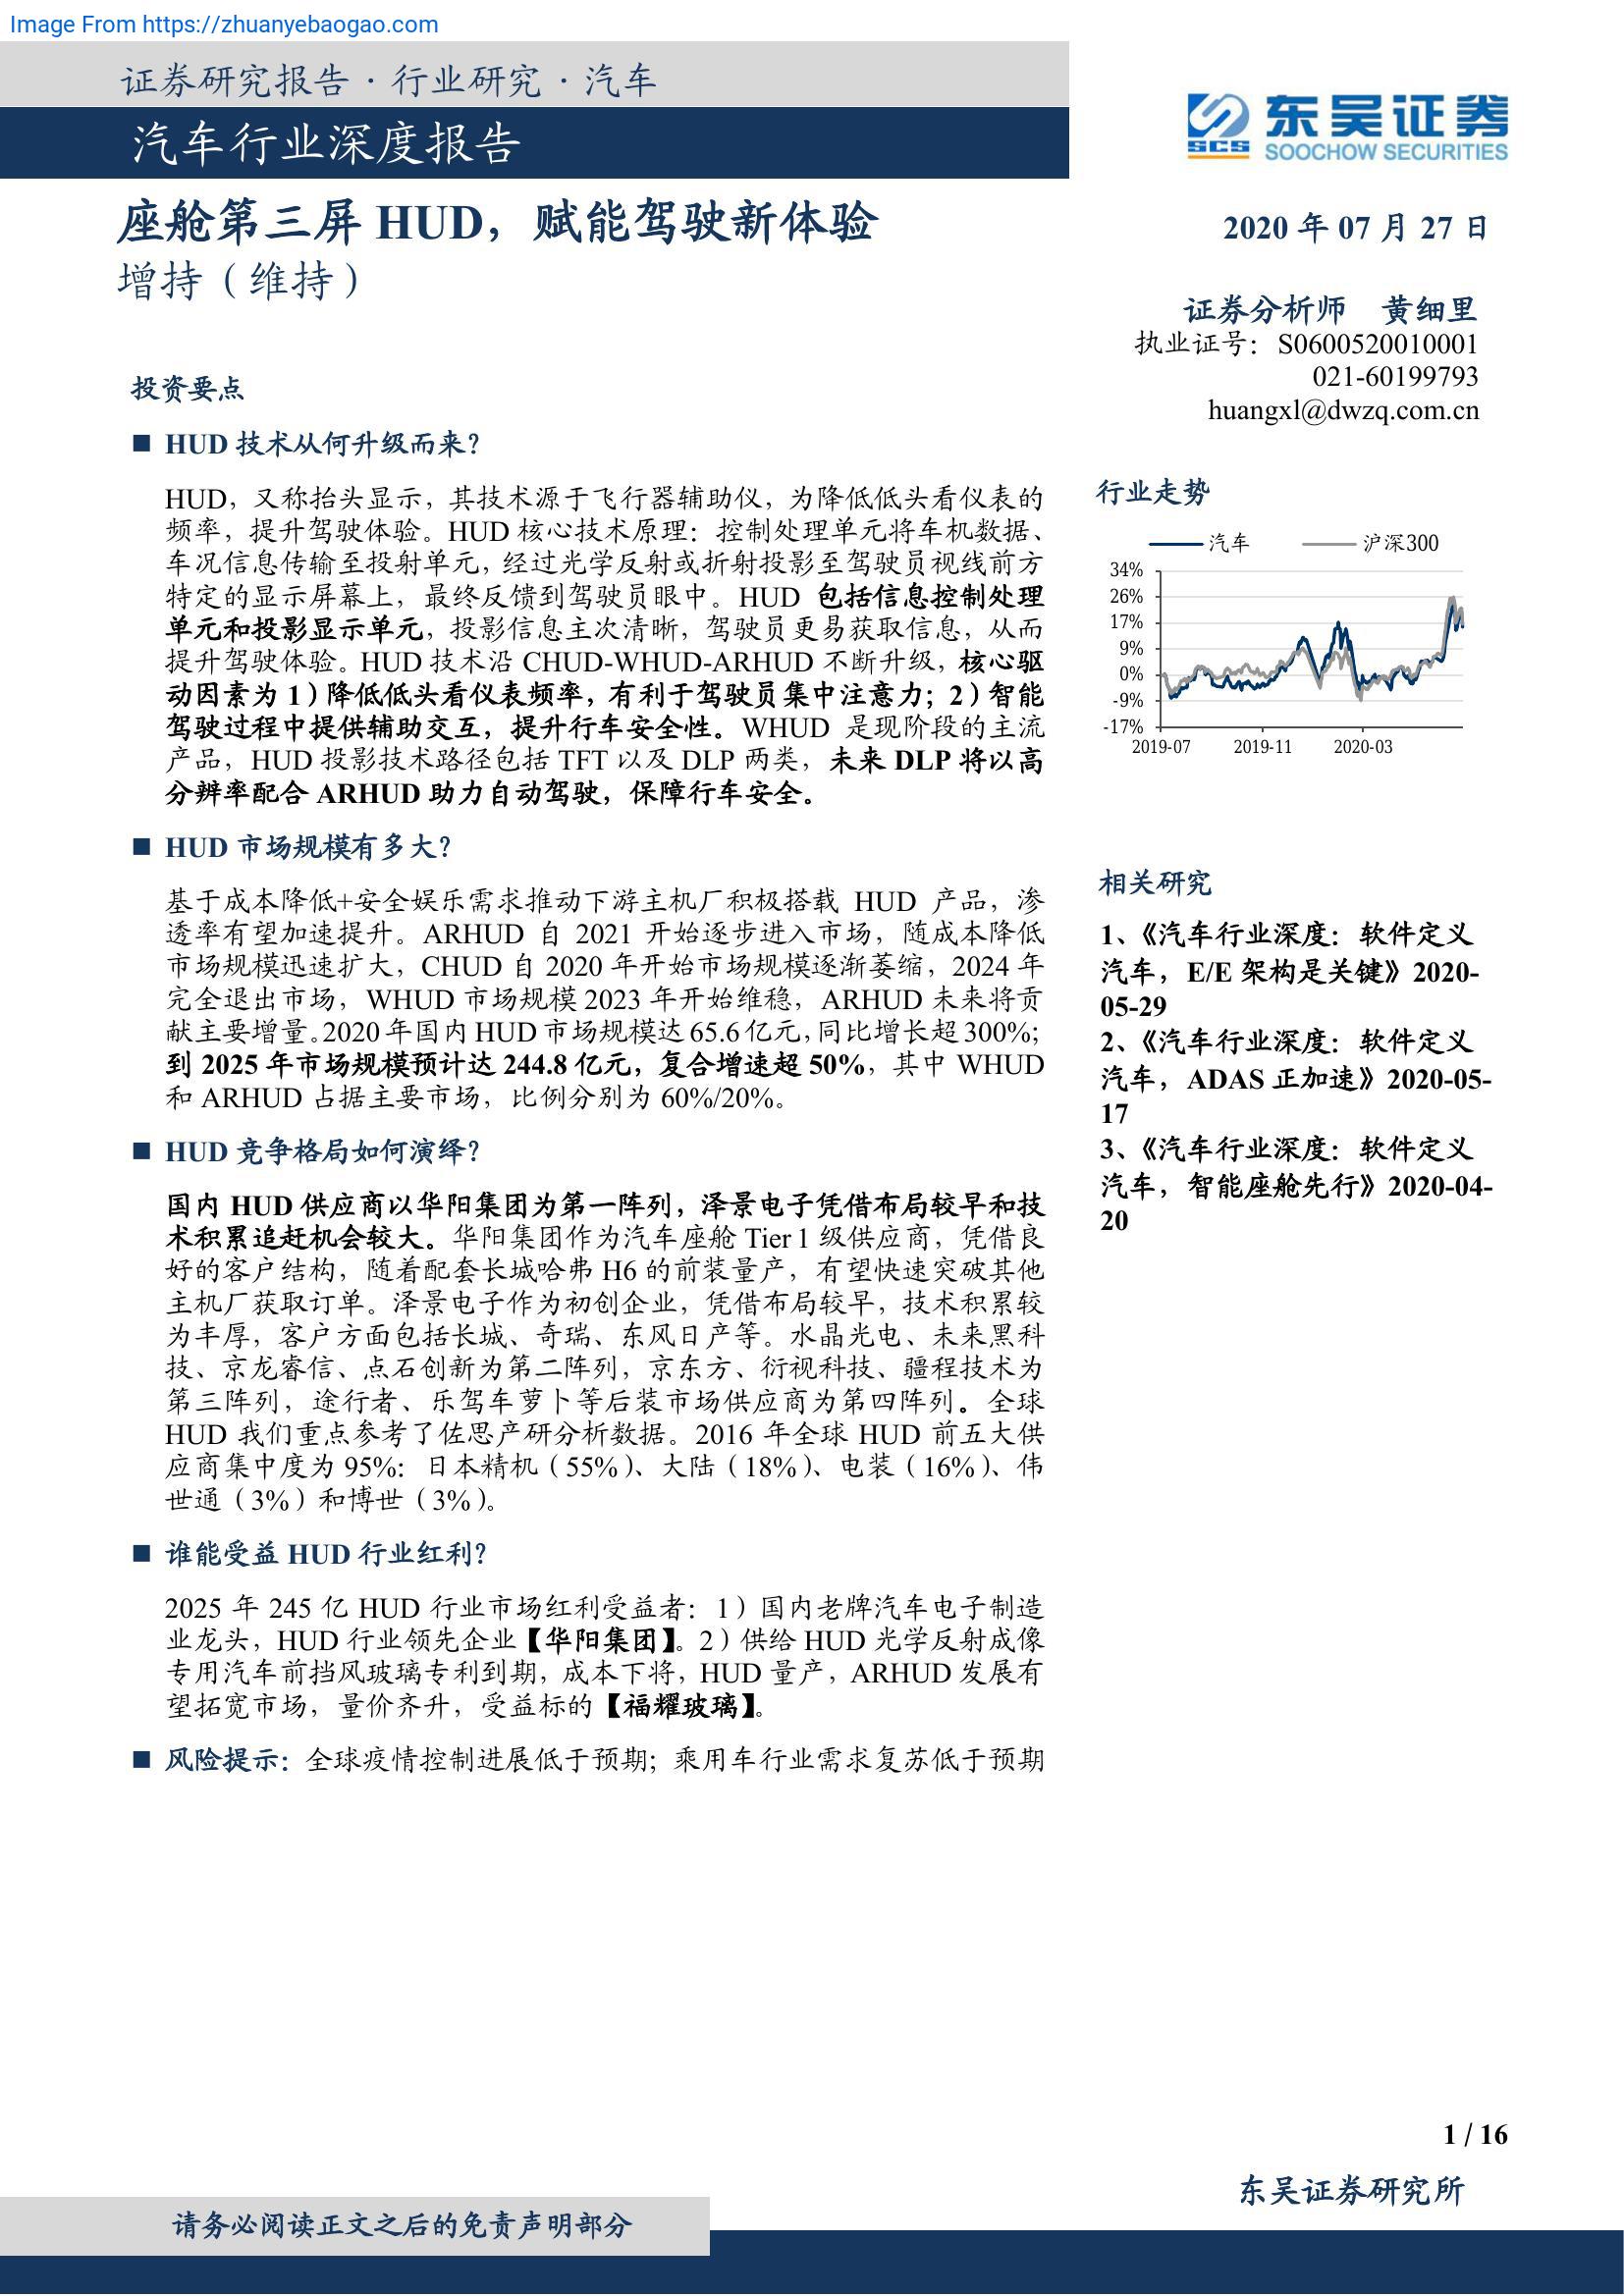 Image From https://zhuanyebaogao.com
证券研究报告·行业研究·汽车
汽车行业深度报告
东吴证券
SCS
SOOCHOW SECURITIES
座舱第三屏 HUD，赋能驾驶新体验
增持（维持）
2020 年 07 月 27 日
证券分析师 黄细里
执业证号：S0600520010001
021-60199793
huangxl@dwzq.com.cn
投资要点
■ HUD 技术从何升级而来？
HUD，又称抬头显示，其技术源于飞行器辅助仪，为降低低头看仪表的
频率，提升驾驶体验。HUD 核心技术原理：控制处理单元将车机数据、
车况信息传输至投射单元，经过光学反射或折射投影至驾驶员视线前方
特定的显示屏幕上，最终反馈到驾驶员眼中。HUD 包括信息控制处理
单元和投影显示单元，投影信息主次清晰，驾驶员更易获取信息，从而
提升驾驶体验。HUD 技术沿 CHUD-WHUD-ARHUD 不断升级，核心驱
动因素为 1）降低低头看仪表频率，有利于驾驶员集中注意力；2）智能
驾驶过程中提供辅助交互，提升行车安全性。WHUD 是现阶段的主流
产品，HUD 投影技术路径包括 TFT 以及 DLP 两类，未来 DLP 将以高
分辨率配合 ARHUD 助力自动驾驶，保障行车安全。
■ HUD 市场规模有多大？
基于成本降低+安全娱乐需求推动下游主机厂积极搭载 HUD 产品，渗
透率有望加速提升。ARHUD 自 2021 开始逐步进入市场，随成本降低
市场规模迅速扩大，CHUD 自 2020 年开始市场规模逐渐萎缩，2024 年
完全退出市场，WHUD 市场规模 2023 年开始维稳，ARHUD 未来将贡
献主要增量。2020 年国内 HUD 市场规模达 65.6 亿元，同比增长超 300%；
到 2025 年市场规模预计达 244.8 亿元，复合增速超 50%，其中 WHUD
和 ARHUD 占据主要市场，比例分别为 60%/20%。
■ HUD 竞争格局如何演绎？
国内 HUD 供应商以华阳集团为第一阵列，泽景电子凭借布局较早和技
术积累追赶机会较大。华阳集团作为汽车座舱 Tier 1 级供应商，凭借良
好的客户结构，随着配套长城哈弗 H6 的前装量产，有望快速突破其他
主机厂获取订单。泽景电子作为初创企业，凭借布局较早，技术积累较
为丰厚，客户方面包括长城、奇瑞、东风日产等。水晶光电、未来黑科
技、京龙睿信、点石创新为第二阵列，京东方、衍视科技、疆程技术为
第三阵列，途行者、乐驾车萝卜等后装市场供应商为第四阵列。全球
HUD 我们重点参考了佐思产研分析数据。2016 年全球 HUD 前五大供
应商集中度为 95%：日本精机（55%）、大陆（18%）、电装（16%）、伟
世通（3%）和博世（3%）。
■ 谁能受益 HUD 行业红利？
2025 年 245 亿 HUD 行业市场红利受益者：1）国内老牌汽车电子制造
业龙头，HUD 行业领先企业【华阳集团】。2）供给 HUD 光学反射成像
专用汽车前挡风玻璃专利到期，成本下将，HUD 量产，ARHUD 发展有
望拓宽市场，量价齐升，受益标的【福耀玻璃】。
■ 风险提示：全球疫情控制进展低于预期；乘用车行业需求复苏低于预期
行业走势
汽车 沪深300
34%
26%
17%
9%
0%
-9%
-17%
2019-07 2019-11 2020-03
相关研究
1、《汽车行业深度：软件定义
汽车，E/E 架构是关键》2020-
05-29
2、《汽车行业深度：软件定义
汽车，ADAS 正加速》2020-05-
17
3、《汽车行业深度：软件定义
汽车，智能座舱先行》2020-04-
20
1 / 16
东吴证券研究所
请务必阅读正文之后的免责声明部分